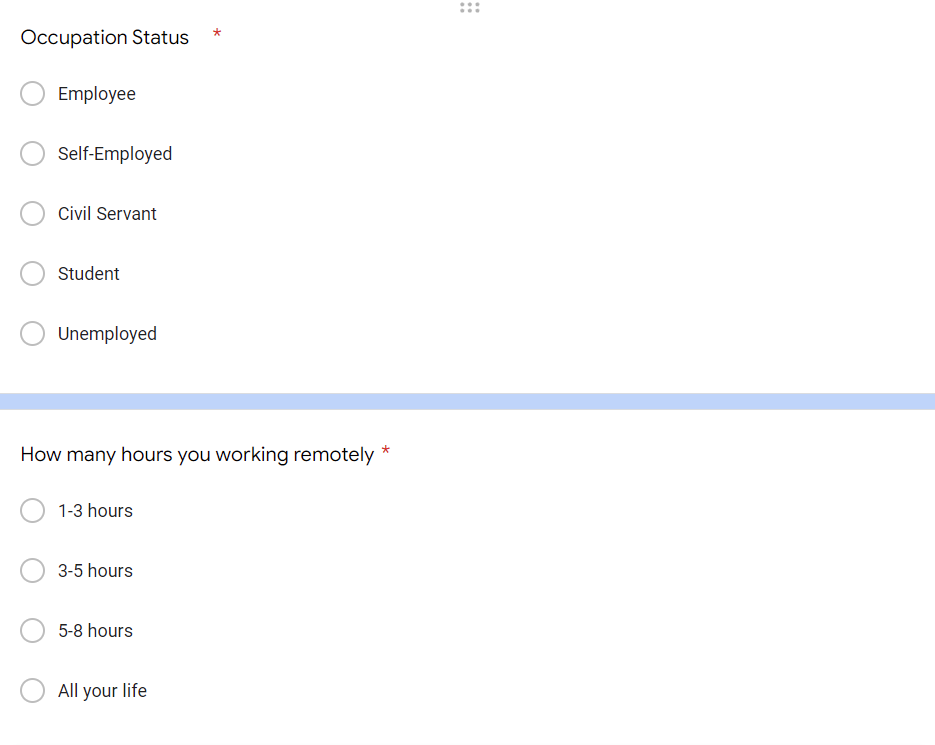 Occupation Status *
Employee
Self-Employed
Civil Servant
Student
Unemployed
How many hours you working remotely *
1-3 hours
3-5 hours
5-8 hours
All your life